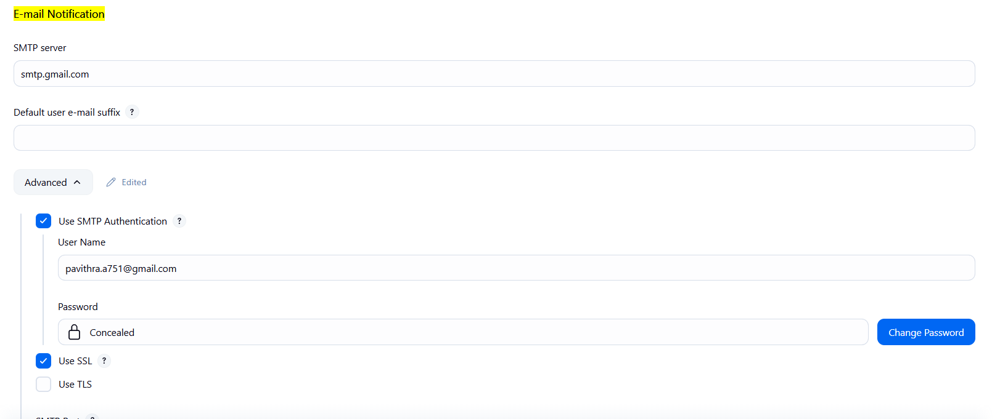 E-mail Notification
SMTP server
smtp.gmail.com
Default user e-mail suffix ?
Advanced Edited
Use SMTP Authentication ?
User Name
pavithra.a751@gmail.com
Password
Concealed Change Password
Use SSL ?
Use TLS